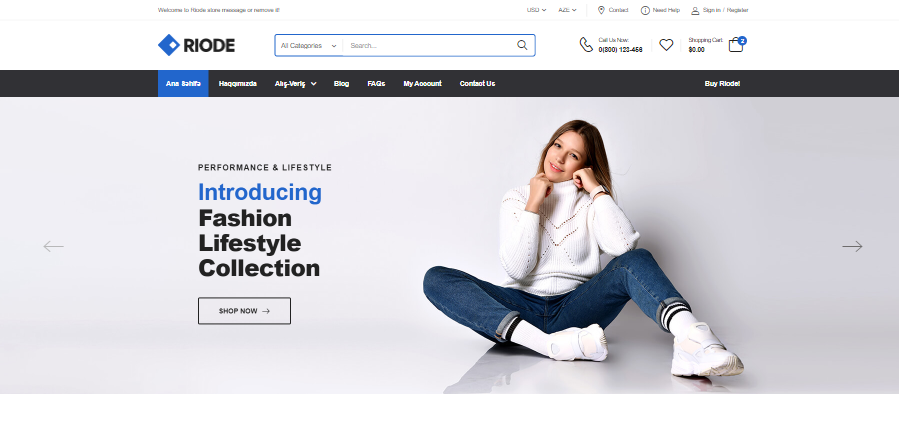 Welcome to Riode store message or remove it!
USD
AZE
Contact
Need Help
Sign in / Register
RIODE
All Categories
Search...
Call Us Now:
0(800) 123-456
Shopping Cart:
$0.00
2
Ana Səhifə
Haqqımızda
Alış-Veriş
Blog
FAQs
My Account
Contact Us
Buy Riode!
PERFORMANCE & LIFESTYLE
Introducing
Fashion
Lifestyle
Collection
SHOP NOW